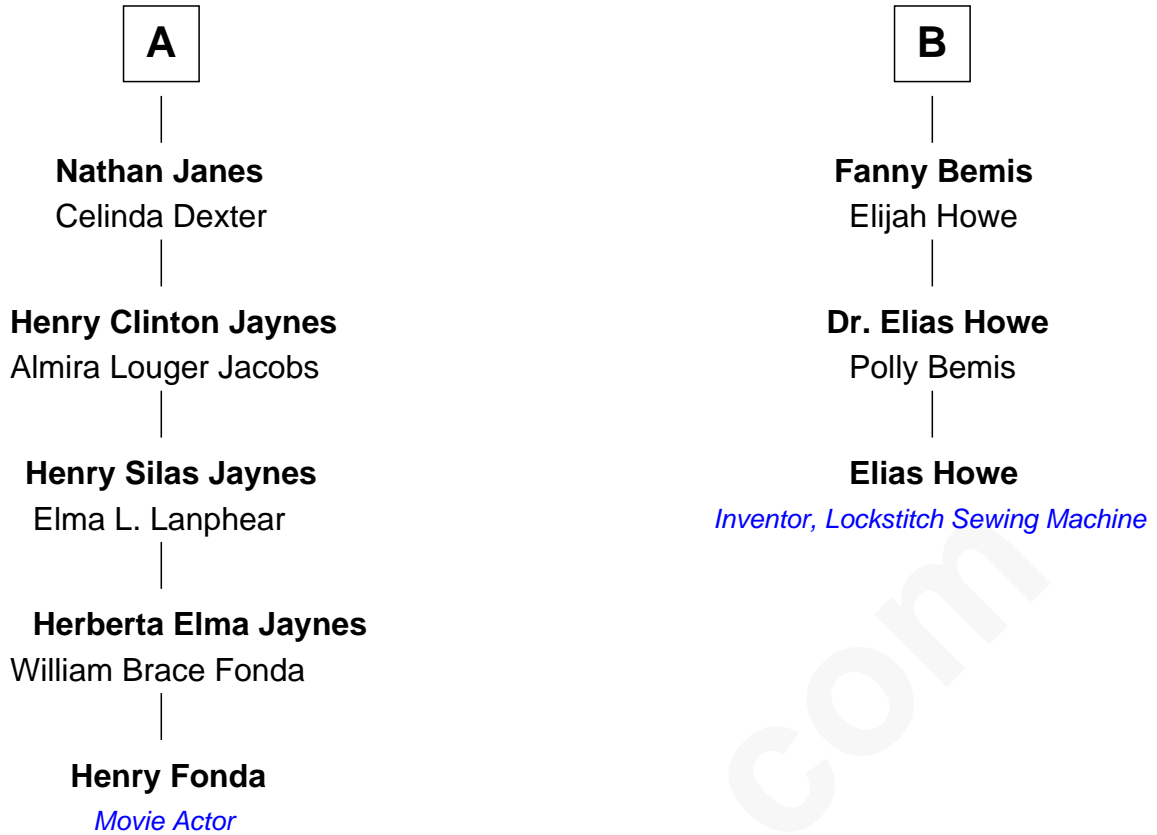 A
Nathan Janes
Celinda Dexter
Henry Clinton Jaynes
Almira Louger Jacobs
Henry Silas Jaynes
Elma L. Lanphear
Herberta Elma Jaynes
William Brace Fonda
Henry Fonda
Movie Actor
B
Fanny Bemis
Elijah Howe
Dr. Elias Howe
Polly Bemis
Elias Howe
Inventor, Lockstitch Sewing Machine
com